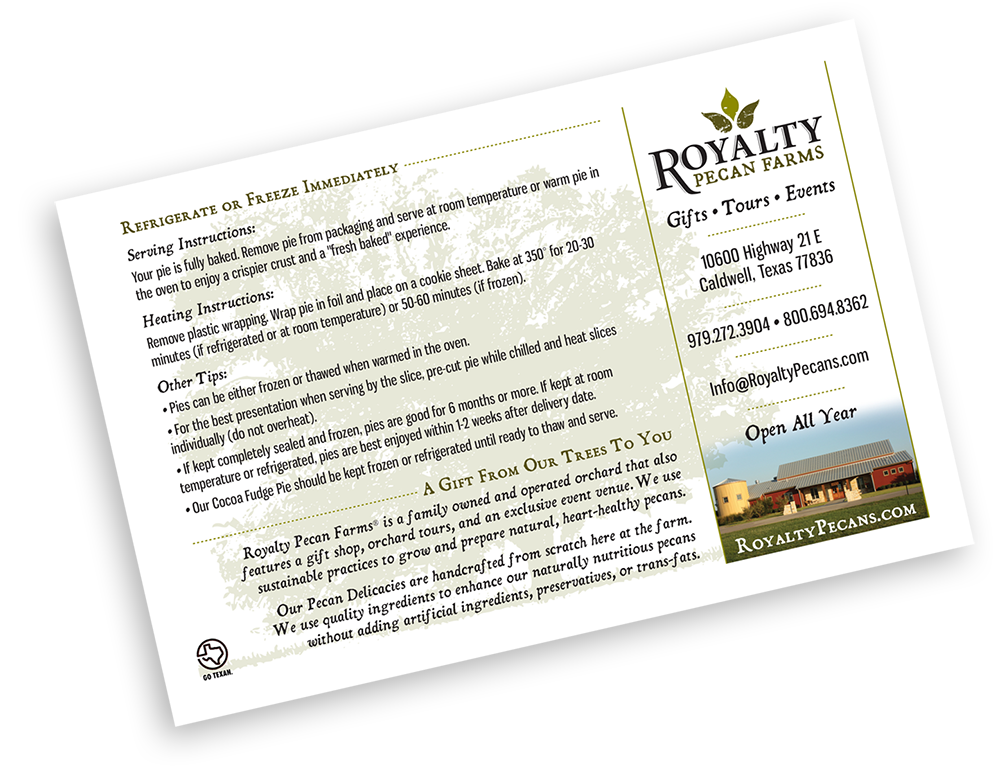 Refrigerate or Freeze Immediately
Serving Instructions:
Your pie is fully baked. Remove pie from packaging and serve at room temperature or warm pie in
the oven to enjoy a crispier crust and a "fresh baked" experience.
Heating Instructions:
Remove plastic wrapping. Wrap pie in foil and place on a cookie sheet. Bake at 350° for 20-30
minutes (if refrigerated or at room temperature) or 50-60 minutes (if frozen).
Other Tips:
• Pies can be either frozen or thawed when warmed in the oven.
• For the best presentation when serving by the slice, pre-cut pie while chilled and heat slices
individually (do not overheat).
• If kept completely sealed and frozen, pies are good for 6 months or more. If kept at room
temperature or refrigerated, pies are best enjoyed within 1-2 weeks after delivery date.
• Our Cocoa Fudge Pie should be kept frozen or refrigerated until ready to thaw and serve.
A Gift From Our Trees To You
Royalty Pecan Farms® is a family owned and operated orchard that also
features a gift shop, orchard tours, and an exclusive event venue. We use
sustainable practices to grow and prepare natural, heart-healthy pecans.
Our Pecan Delicacies are handcrafted from scratch here at the farm.
We use quality ingredients to enhance our naturally nutritious pecans
without adding artificial ingredients, preservatives, or trans-fats.
GO TEXAN.
Royalty
Pecan Farms
Gifts • Tours • Events
10600 Highway 21 E
Caldwell, Texas 77836
979.272.3904 • 800.694.8362
Info@RoyaltyPecans.com
Open All Year
RoyaltyPecans.com